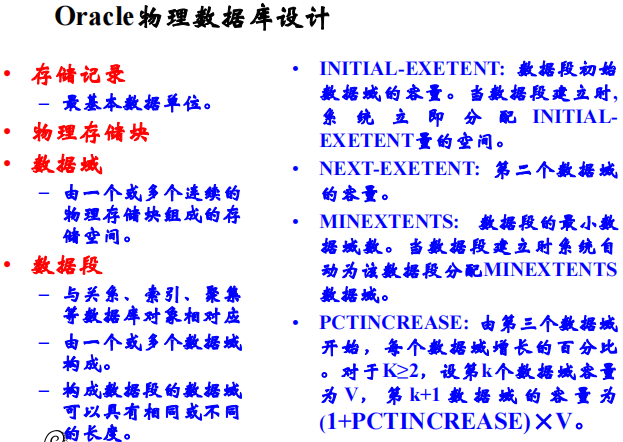 Oracle物理数据库设计
• 存储记录
– 最基本数据单位。
• 物理存储块
• 数据域
– 由一个或多个连续的
物理存储块组成的存
储空间。
• 数据段
– 与关系、索引、聚集
等数据库对象相对应
– 由一个或多个数据域
构成。
– 构成数据段的数据域
可以具有相同或不同
的长度。
• INITIAL-EXETENT: 数据段初始
数据域的容量。当数据段建立时,
系统立即分配INITIAL-
EXETENT量的空间。
• NEXT-EXETENT: 第二个数据域
的容量。
• MINEXTENTS: 数据段的最小数
据域数。当数据段建立时系统自
动为该数据段分配MINEXTENTS
数据域。
• PCTINCREASE: 由第三个数据域
开始，每个数据域增长的百分比
。对于K≥2，设第k个数据域容量
为V，第k+1数据域的容量为
(1+PCTINCREASE)×V。